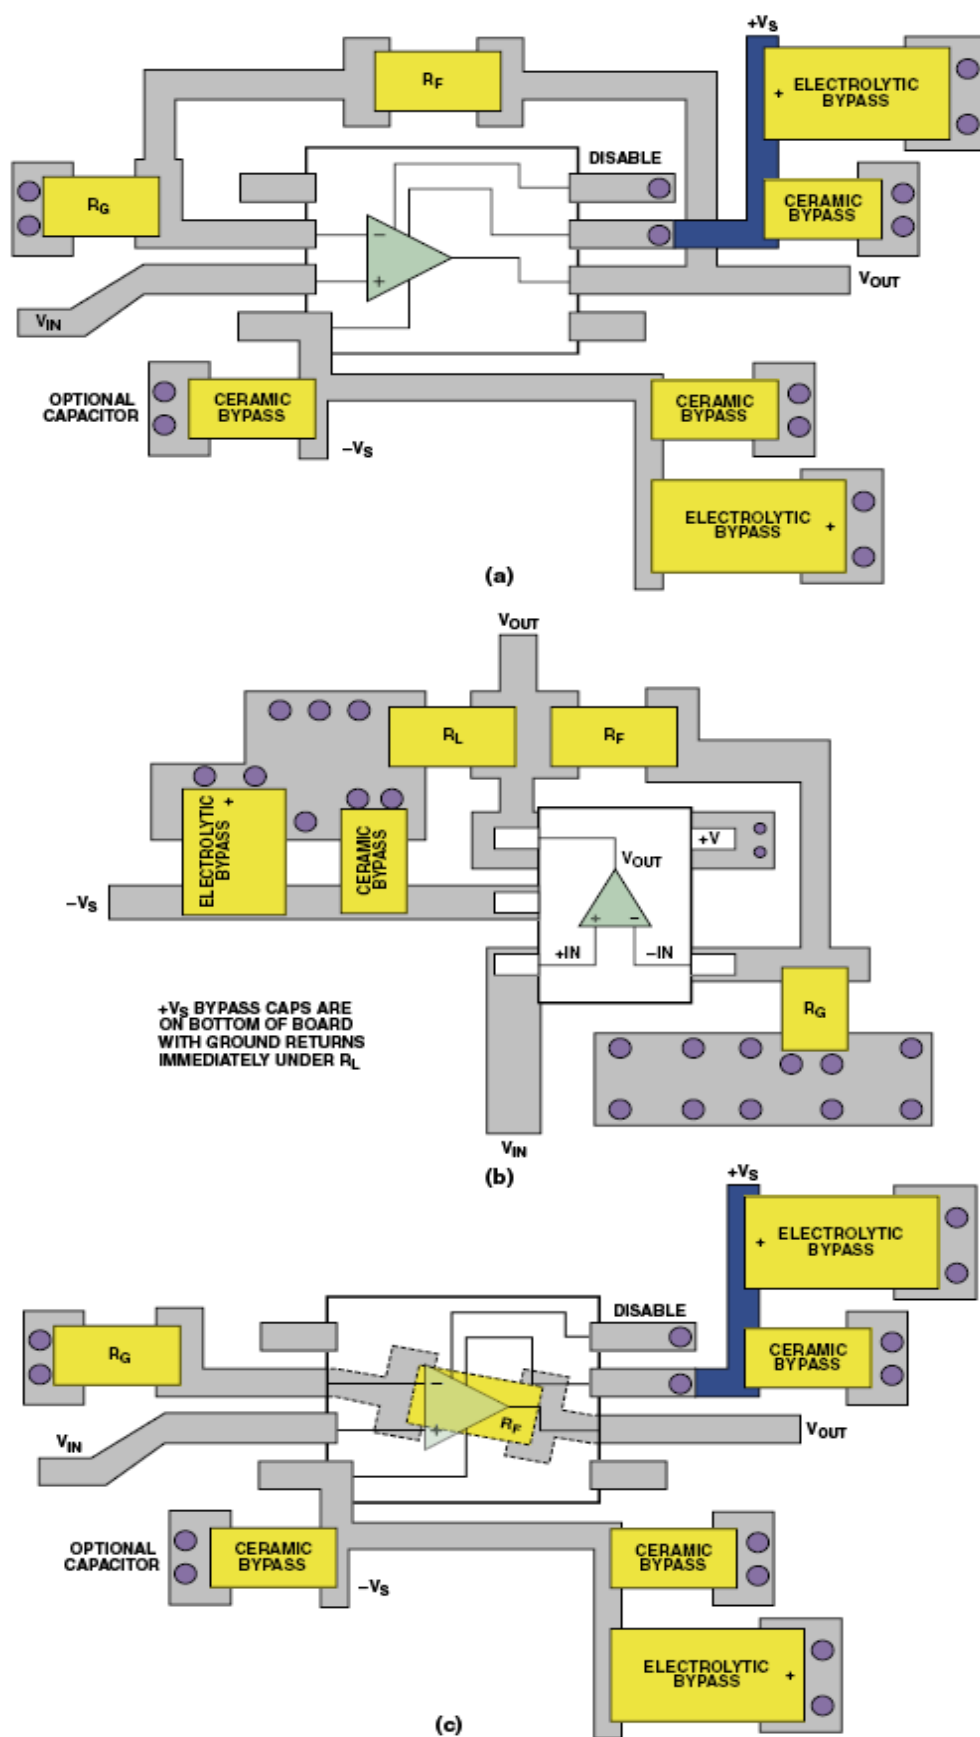 +VS
RF
+ ELECTROLYTIC
BYPASS
DISABLE
RG
CERAMIC
BYPASS
−
+
VIN
VOUT
OPTIONAL
CAPACITOR
CERAMIC
BYPASS
−VS
CERAMIC
BYPASS
ELECTROLYTIC +
BYPASS
(a)
VOUT
RL
RF
ELECTROLYTIC +
BYPASS
CERAMIC
BYPASS
+V
VOUT
−VS
+ −
+IN
−IN
RG
+VS BYPASS CAPS ARE
ON BOTTOM OF BOARD
WITH GROUND RETURNS
IMMEDIATELY UNDER RL
VIN
(b)
+VS
+ ELECTROLYTIC
BYPASS
DISABLE
RG
CERAMIC
BYPASS
−
+
RF
VIN
VOUT
OPTIONAL
CAPACITOR
CERAMIC
BYPASS
−VS
CERAMIC
BYPASS
ELECTROLYTIC +
BYPASS
(c)